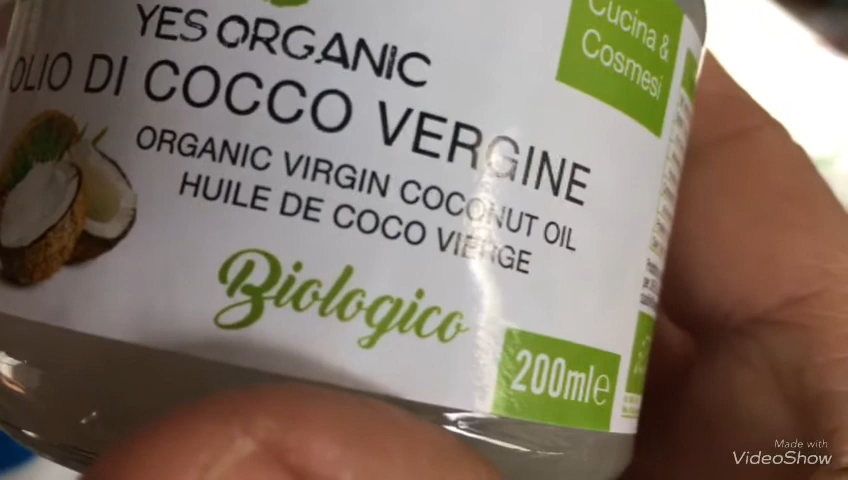 YES ORGANIC
OLIO DI COCCO VERGINE
ORGANIC VIRGIN COCONUT OIL
HUILE DE COCO VIERGE
Biologico
Cucina &
Cosmesi
200ml e
Made with
VideoShow